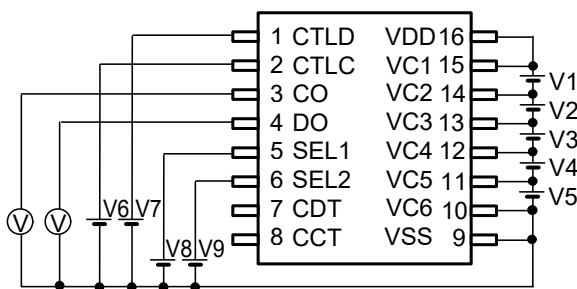 1 CTLD VDD 16
2 CTLC VC1 15
3 CO VC2 14
4 DO VC3 13
5 SEL1 VC4 12
6 SEL2 VC5 11
7 CDT VC6 10
8 CCT VSS 9
V1
V2
V3
V4
V5
V V V6 V7
V8 V9